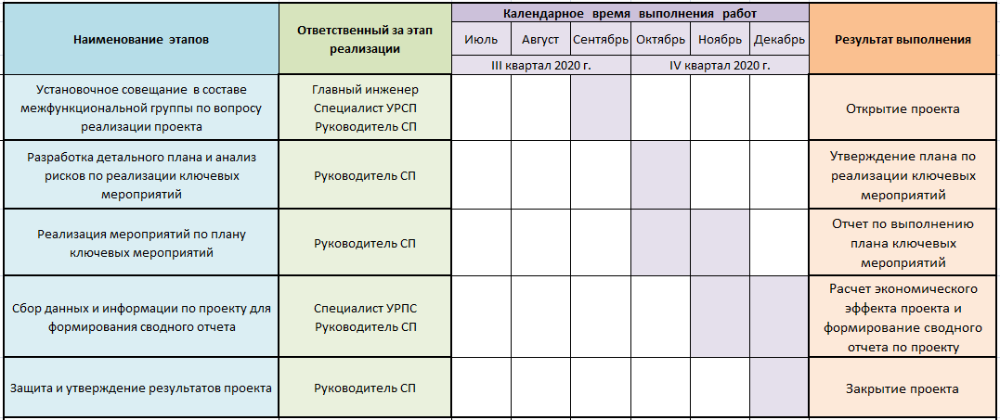 Наименование этапов
Ответственный за этап
реализации
Календарное время выполнения работ
Июль
Август
Сентябрь
Октябрь
Ноябрь
Декабрь
III квартал 2020 г.
IV квартал 2020 г.
Результат выполнения
Установочное совещание в составе
межфункциональной группы по вопросу
реализации проекта
Главный инженер
Специалист УРСП
Руководитель СП
Открытие проекта
Разработка детального плана и анализ
рисков по реализации ключевых
мероприятий
Руководитель СП
Утверждение плана по
реализации ключевых
мероприятий
Реализация мероприятий по плану
ключевых мероприятий
Руководитель СП
Отчет по выполнению
плана ключевых
мероприятий
Сбор данных и информации по проекту для
формирования сводного отчета
Специалист УРПС
Руководитель СП
Расчет экономического
эффекта проекта и
формирование сводного
отчета по проекту
Защита и утверждение результатов проекта
Руководитель СП
Закрытие проекта